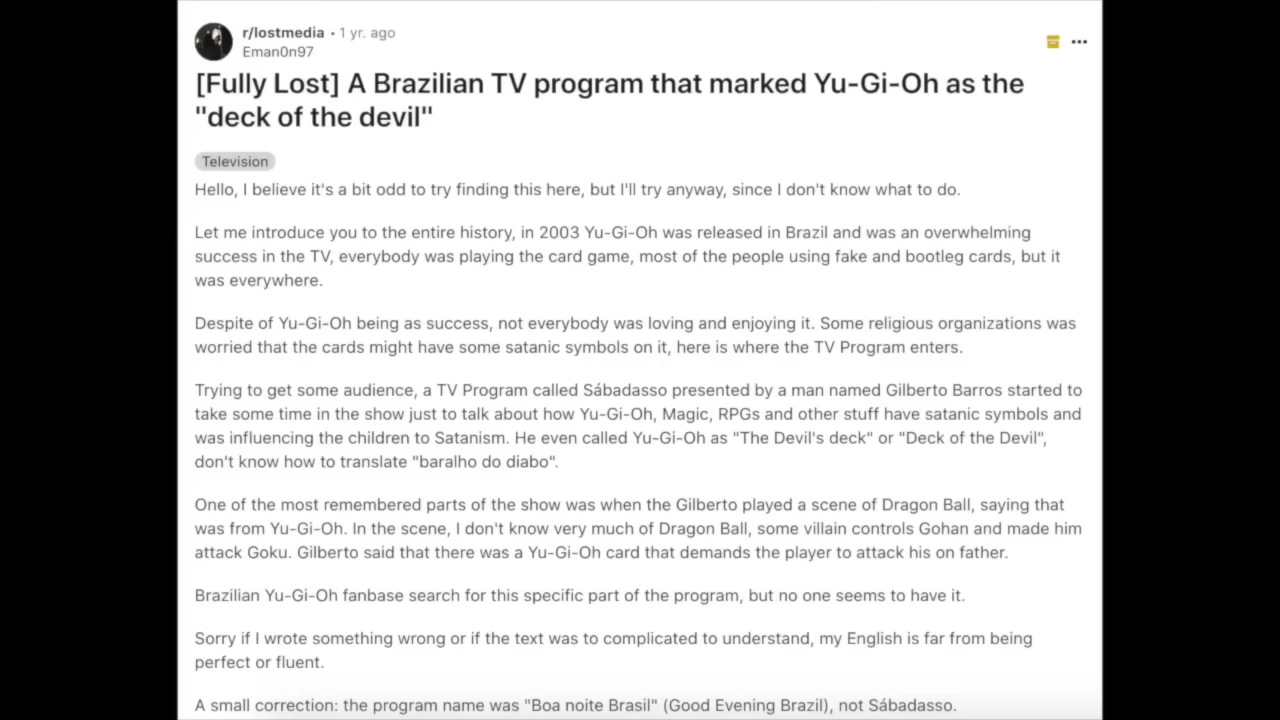 r/lostmedia • 1 yr. ago
Eman0n97
[Fully Lost] A Brazilian TV program that marked Yu-Gi-Oh as the
"deck of the devil"
Television
Hello, I believe it's a bit odd to try finding this here, but I'll try anyway, since I don't know what to do.
Let me introduce you to the entire history, in 2003 Yu-Gi-Oh was released in Brazil and was an overwhelming
success in the TV, everybody was playing the card game, most of the people using fake and bootleg cards, but it
was everywhere.
Despite of Yu-Gi-Oh being as success, not everybody was loving and enjoying it. Some religious organizations was
worried that the cards might have some satanic symbols on it, here is where the TV Program enters.
Trying to get some audience, a TV Program called Sábadasso presented by a man named Gilberto Barros started to
take some time in the show just to talk about how Yu-Gi-Oh, Magic, RPGs and other stuff have satanic symbols and
was influencing the children to Satanism. He even called Yu-Gi-Oh as "The Devil's deck" or "Deck of the Devil",
don't know how to translate "baralho do diabo".
One of the most remembered parts of the show was when the Gilberto played a scene of Dragon Ball, saying that
was from Yu-Gi-Oh. In the scene, I don't know very much of Dragon Ball, some villain controls Gohan and made him
attack Goku. Gilberto said that there was a Yu-Gi-Oh card that demands the player to attack his on father.
Brazilian Yu-Gi-Oh fanbase search for this specific part of the program, but no one seems to have it.
Sorry if I wrote something wrong or if the text was to complicated to understand, my English is far from being
perfect or fluent.
A small correction: the program name was "Boa noite Brasil" (Good Evening Brazil), not Sábadasso.